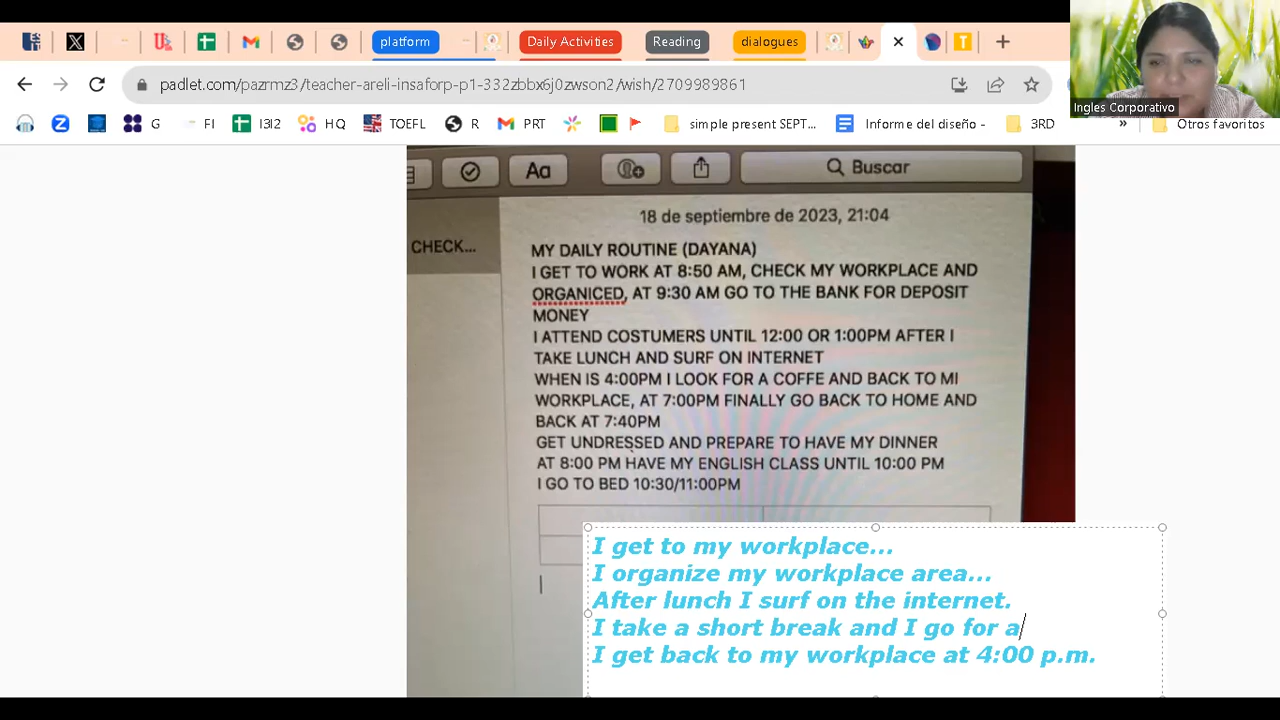 platform
Daily Activities
Reading
dialogues
padlet.com/pazrmz3/teacher-areli-insaforp-p1-332zbbx6j0zwson2/wish/2709989861
Ingles Corporativo
G
FI
I3I2
HQ
TOEFL
R
PRT
simple present SEPT...
Informe del diseño -
3RD
»
Otros favoritos
Aa
Buscar
18 de septiembre de 2023, 21:04
CHECK...
MY DAILY ROUTINE (DAYANA)
I GET TO WORK AT 8:50 AM, CHECK MY WORKPLACE AND
ORGANICED, AT 9:30 AM GO TO THE BANK FOR DEPOSIT
MONEY
I ATTEND COSTUMERS UNTIL 12:00 OR 1:00PM AFTER I
TAKE LUNCH AND SURF ON INTERNET
WHEN IS 4:00PM I LOOK FOR A COFFE AND BACK TO MI
WORKPLACE, AT 7:00PM FINALLY GO BACK TO HOME AND
BACK AT 7:40PM
GET UNDRESSED AND PREPARE TO HAVE MY DINNER
AT 8:00 PM HAVE MY ENGLISH CLASS UNTIL 10:00 PM
I GO TO BED 10:30/11:00PM
I get to my workplace...
I organize my workplace area...
After lunch I surf on the internet.
I take a short break and I go for a
I get back to my workplace at 4:00 p.m.